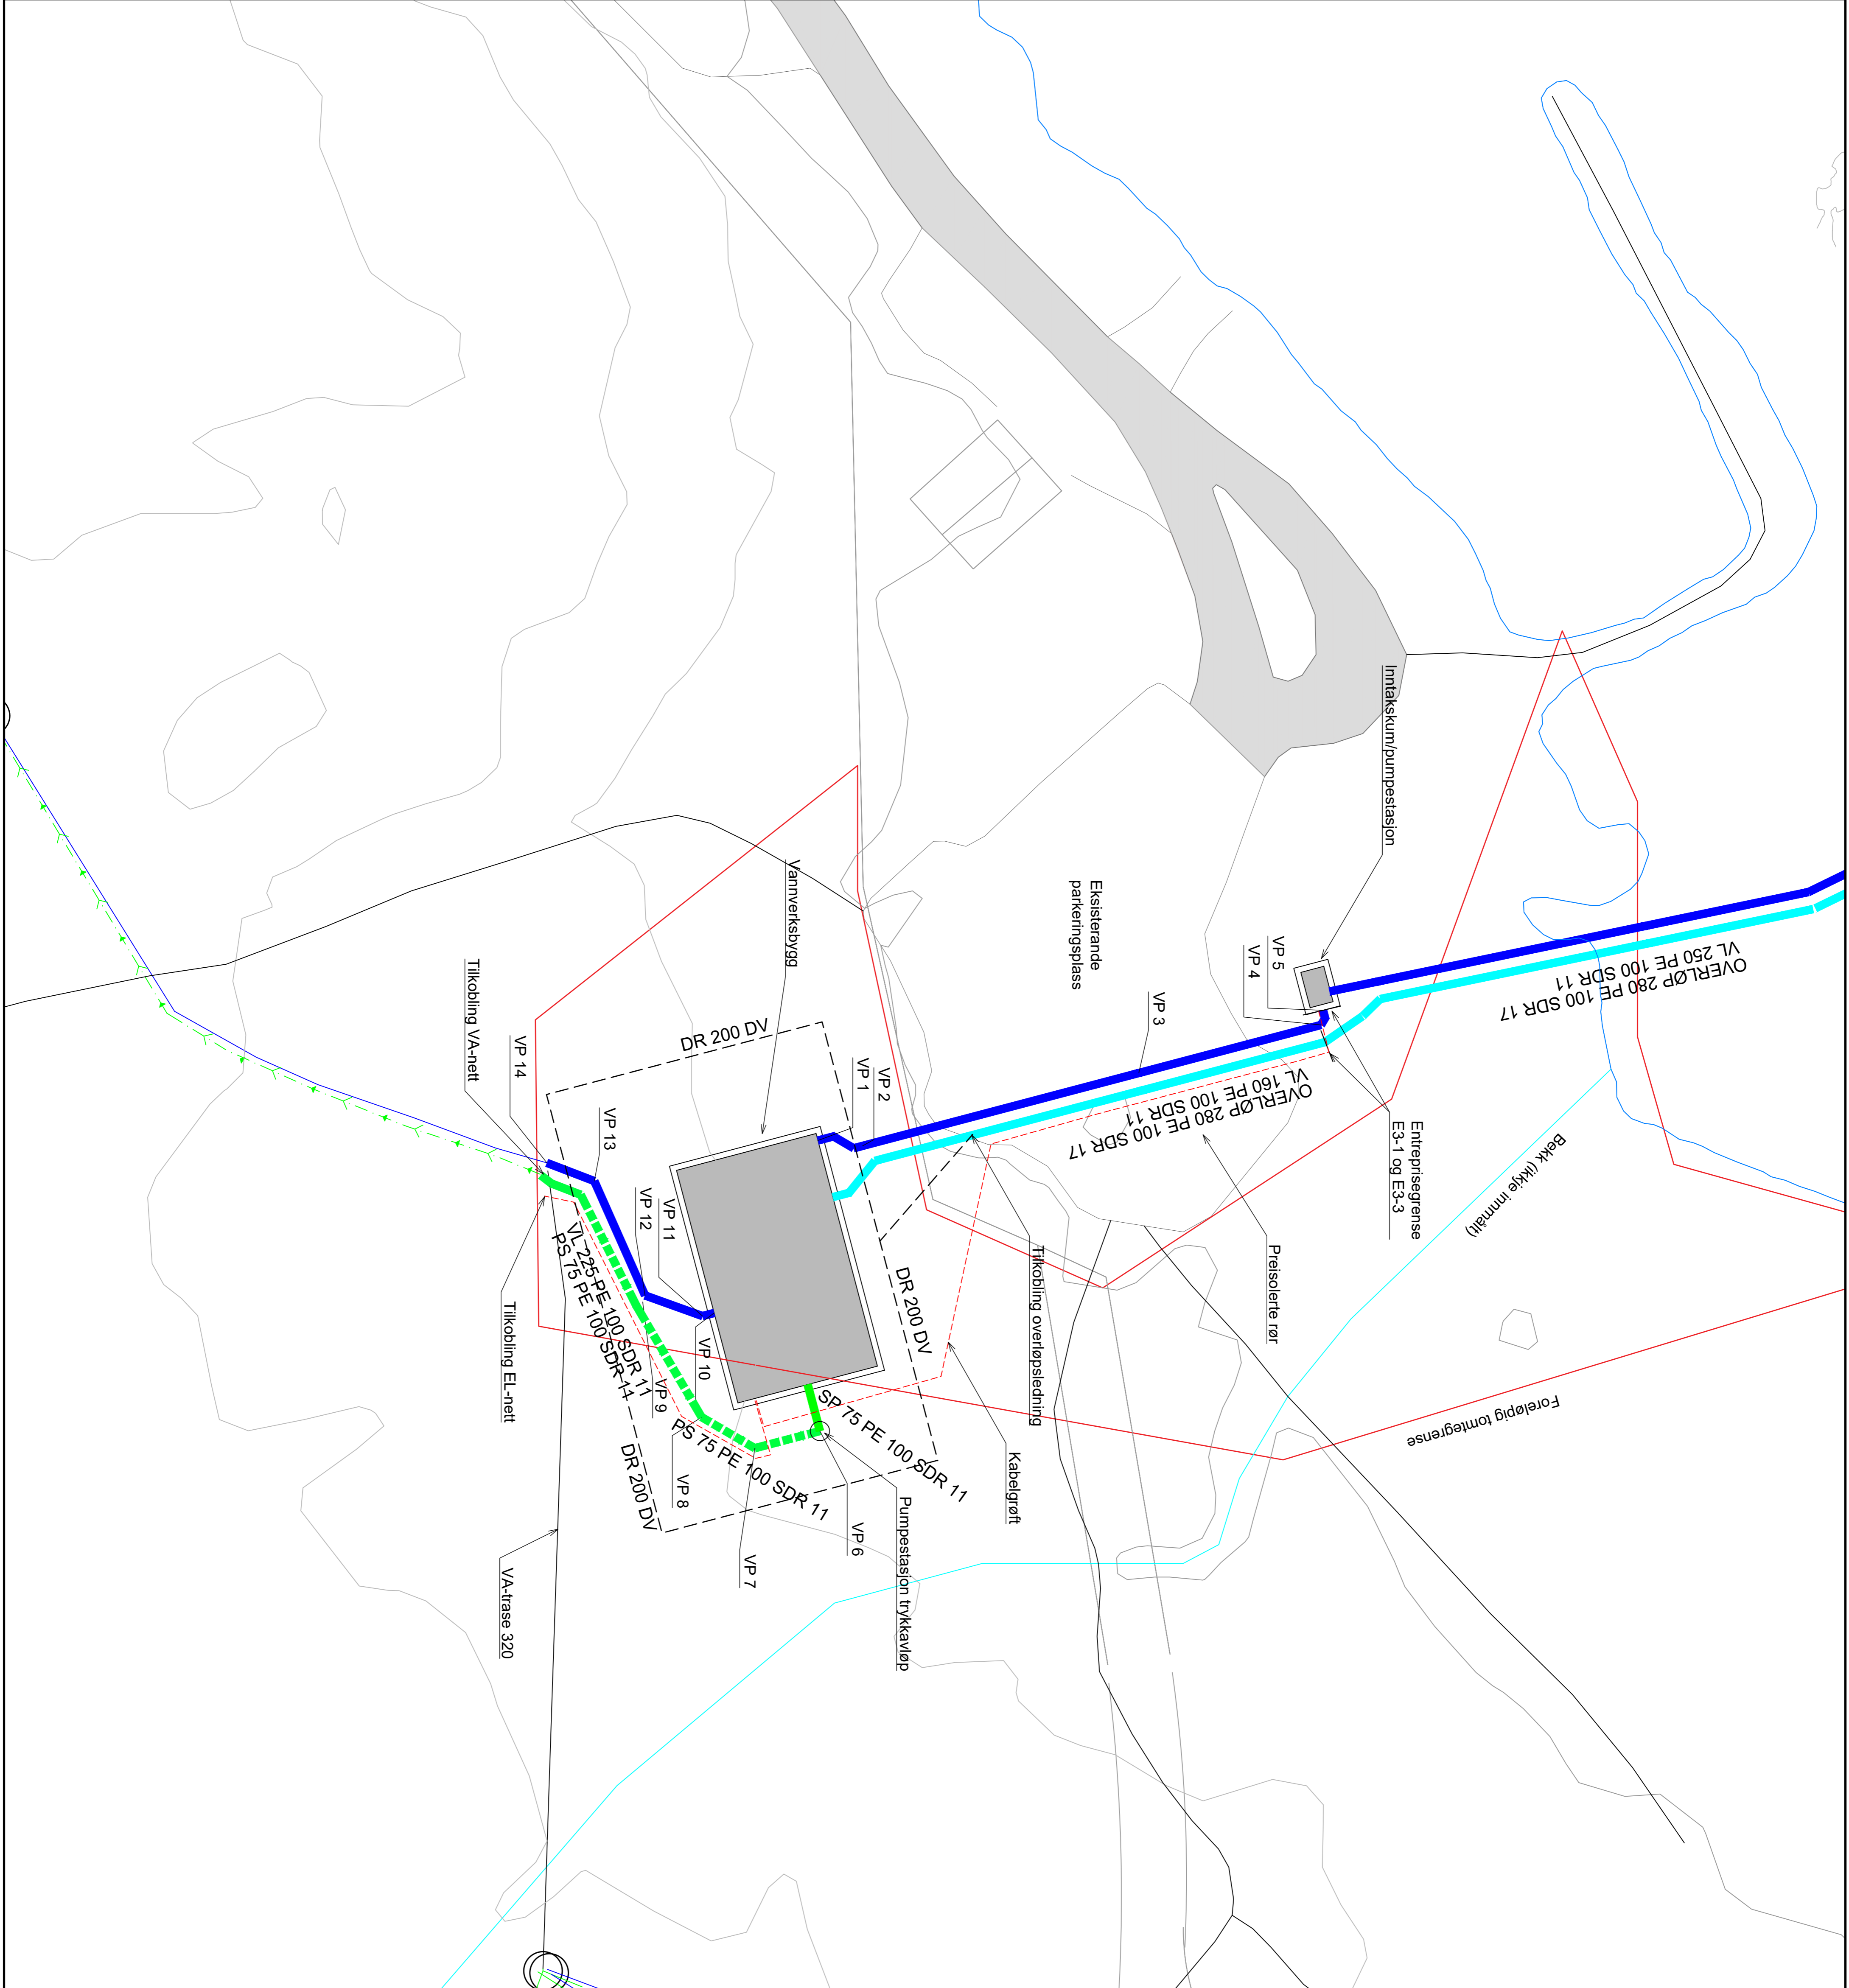 Inntakskum/pumpestasjon
Vannverksbygg
Eksisterande
parkeringsplass
VP 5
VP 4
VP 3
VL 250 PE 100 SDR 11
OVERLØP 280 PE 100 SDR 17
Tilkobling VA-nett
VP 14
DR 200 DV
VP 2
VP 1
VP 13
VL 160 PE 100 SDR 11
OVERLØP 280 PE 100 SDR 17
Entreprisegrense
E3-1 og E3-3
Bekk (ikkje innmålt)
VP 12
VP 11
VL 225 PE 100 SDR 11
PS 75 PE 100 SDR 11
Tilkobling EL-nett
DR 200 DV
Tilkobling overløpsledning
Preisolerte rør
VP 10
VP 9
VP 8
SP 75 PE 100 SDR 11
PS 75 PE 100 SDR 11
DR 200 DV
Kabelgrøft
Foreløpig tomtegrense
VP 6
VP 7
Pumpestasjon trykkavløp
VA-trase 320